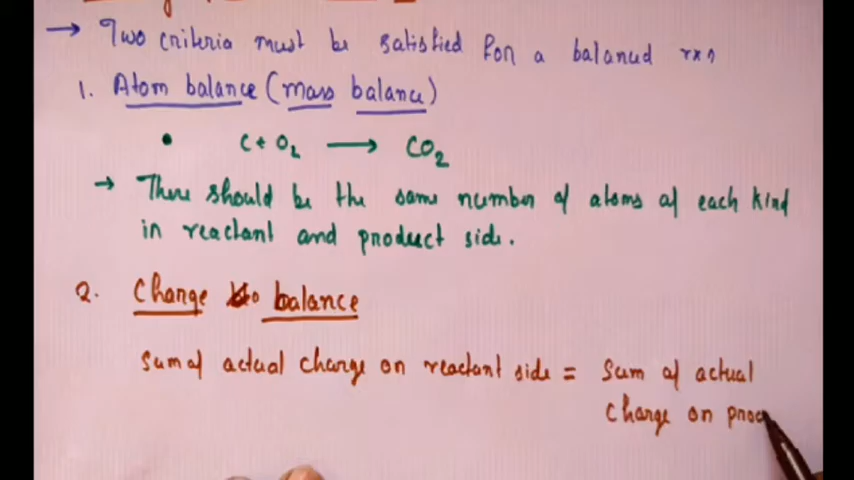 → Two criteria must be satisfied for a balanced rxn
1. Atom balance (mass balance)
• C + O₂ → CO₂
→ There should be the same number of atoms of each kind
in reactant and product side.
2. Charge balance
Sum of actual charge on reactant side = Sum of actual
charge on prod